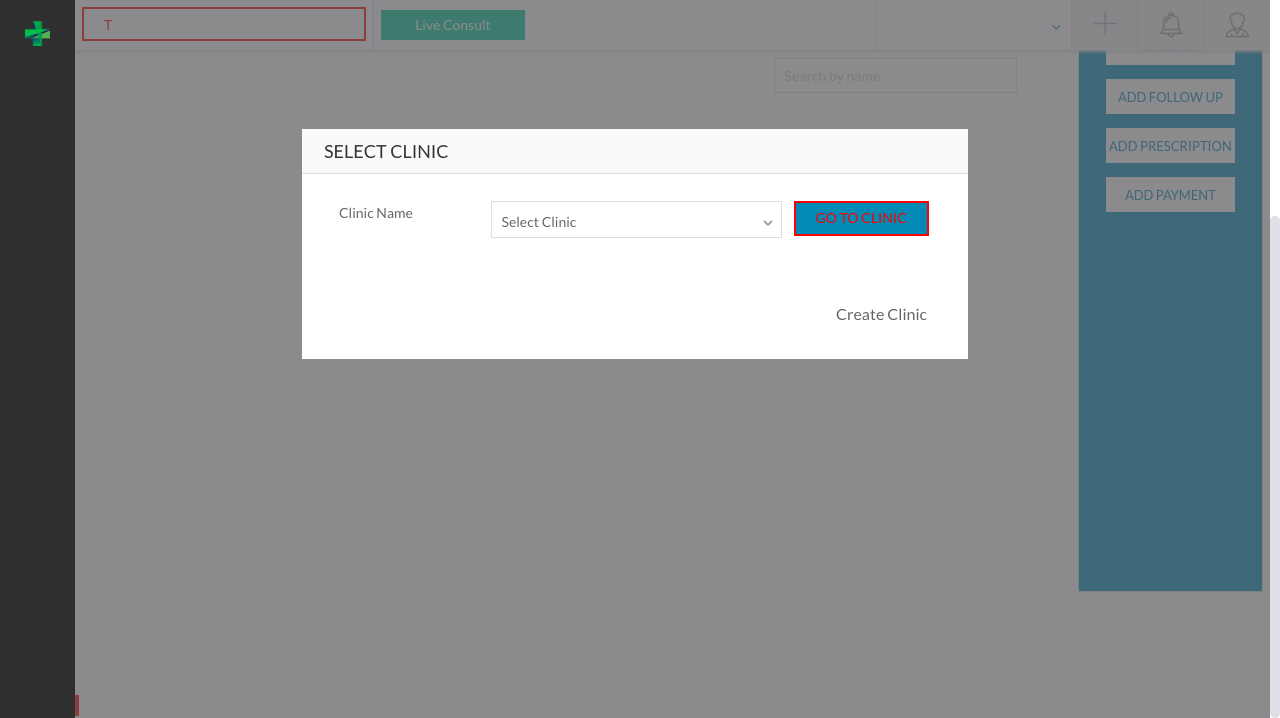 T
Live Consult
Search by name
ADD FOLLOW UP
ADD PRESCRIPTION
ADD PAYMENT
SELECT CLINIC
Clinic Name
Select Clinic
GO TO CLINIC
Create Clinic